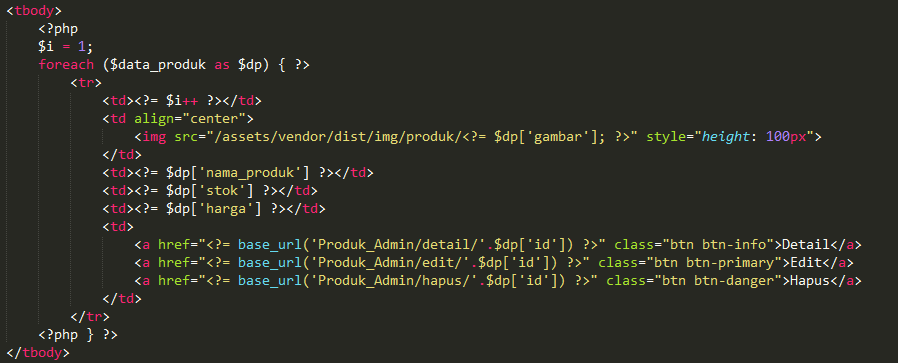 <tbody>
<?php
$i = 1;
foreach ($data_produk as $dp) { ?>
<tr>
<td><?= $i++ ?></td>
<td align="center">
<img src="/assets/vendor/dist/img/produk/<?= $dp['gambar']; ?>" style="height: 100px">
</td>
<td><?= $dp['nama_produk'] ?></td>
<td><?= $dp['stok'] ?></td>
<td><?= $dp['harga'] ?></td>
<td>
<a href="<?= base_url('Produk_Admin/detail/'.$dp['id']) ?>" class="btn btn-info">Detail</a>
<a href="<?= base_url('Produk_Admin/edit/'.$dp['id']) ?>" class="btn btn-primary">Edit</a>
<a href="<?= base_url('Produk_Admin/hapus/'.$dp['id']) ?>" class="btn btn-danger">Hapus</a>
</td>
</tr>
<?php } ?>
</tbody>